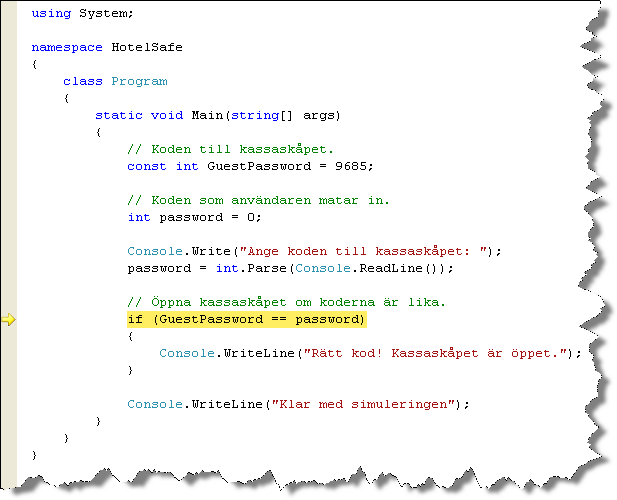 using System;
namespace HotelSafe
{
class Program
{
static void Main(string[] args)
{
// Koden till kassaskåpet.
const int GuestPassword = 9685;
// Koden som användaren matar in.
int password = 0;
Console.Write("Ange koden till kassaskåpet: ");
password = int.Parse(Console.ReadLine());
// Öppna kassaskåpet om koderna är lika.
if (GuestPassword == password)
{
Console.WriteLine("Rätt kod! Kassaskåpet är öppet.");
}
Console.WriteLine("Klar med simuleringen");
}
}
}